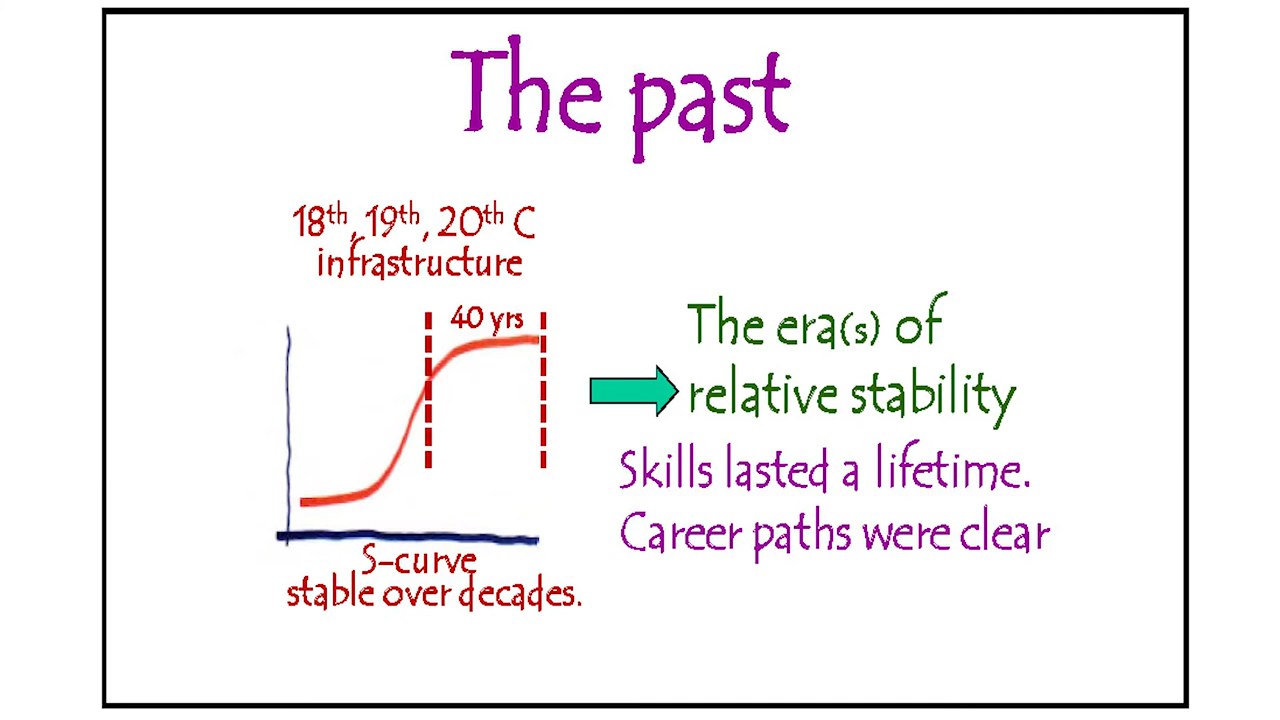 The past
18th, 19th, 20th C
infrastructure
40 yrs
S-curve
stable over decades.
The era(s) of
relative stability
Skills lasted a lifetime.
Career paths were clear